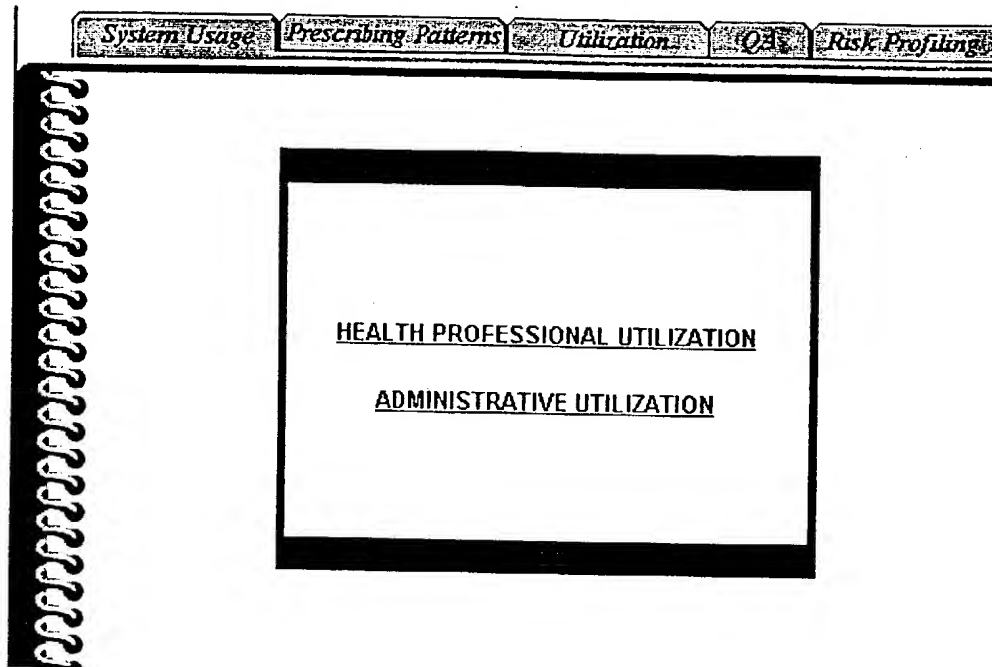 System Usage Prescribing Patterns Utilization QA Risk Profiling
HEALTH PROFESSIONAL UTILIZATION
ADMINISTRATIVE UTILIZATION